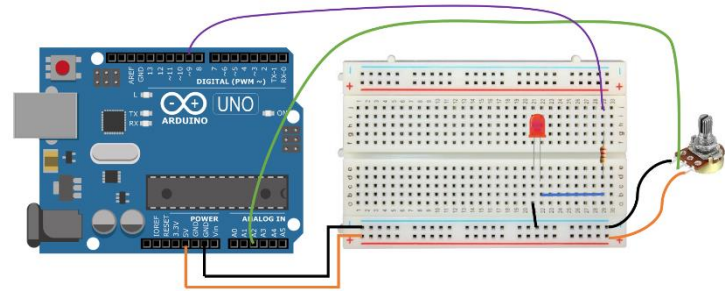 AREF
GND
13
12
~11
~10
~9
8
7
~6
~5
4
~3
2
TX-1
RX-0
DIGITAL (PWM ~)
L
TX
RX
UNO
ON
ARDUINO
POWER
ANALOG IN
IOREF
RESET
3.3V
5V
GND
GND
Vin
A0
A1
A2
A3
A4
A5